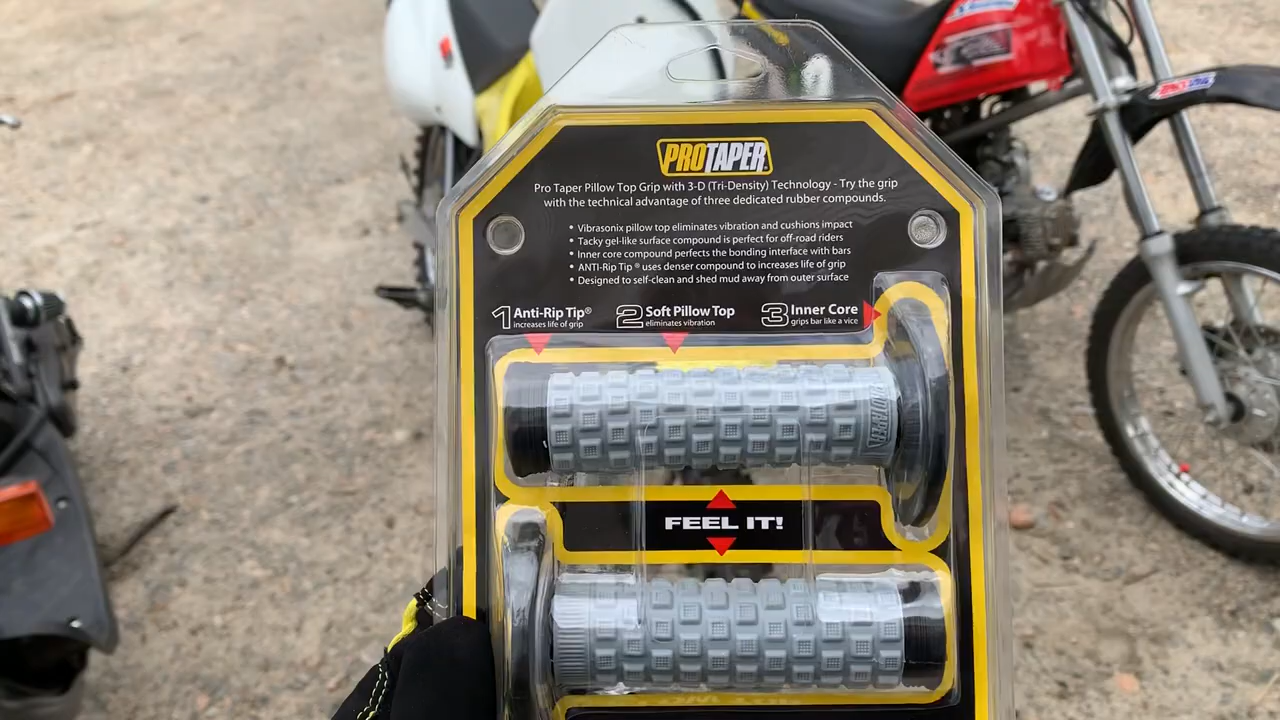 PROTAPER
Pro Taper Pillow Top Grip with 3-D (Tri-Density) Technology - Try the grip
with the technical advantage of three dedicated rubber compounds.
• Vibrasonix pillow top eliminates vibration and cushions impact
• Tacky gel-like surface compound is perfect for off-road riders
• Inner core compound perfects the bonding interface with bars
• ANTI-Rip Tip® uses denser compound to increases life of grip
• Designed to self-clean and shed mud away from outer surface
1 Anti-Rip Tip®
increases life of grip
2 Soft Pillow Top
eliminates vibration
3 Inner Core
grips bar like a vice
PROTAPER
FEEL IT!